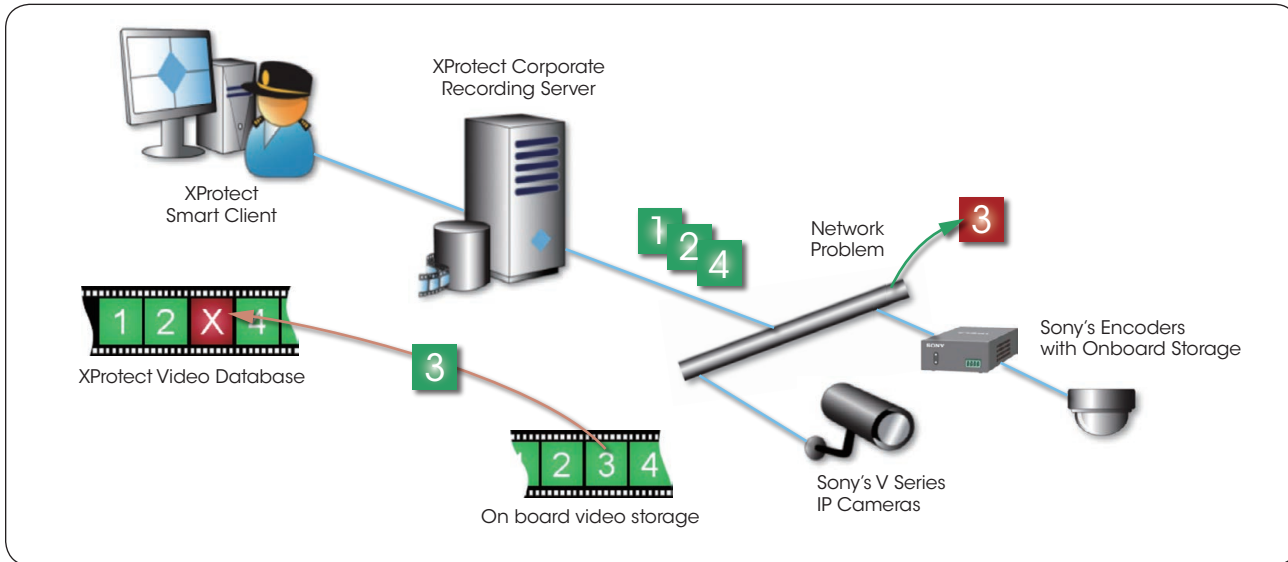 XProtect Corporate
Recording Server
XProtect
Smart Client
1
2
4
Network
Problem
3
SONY
Sony's Encoders
with Onboard Storage
1 2 X 4
XProtect Video Database
3
2 3 4
On board video storage
Sony's V Series
IP Cameras